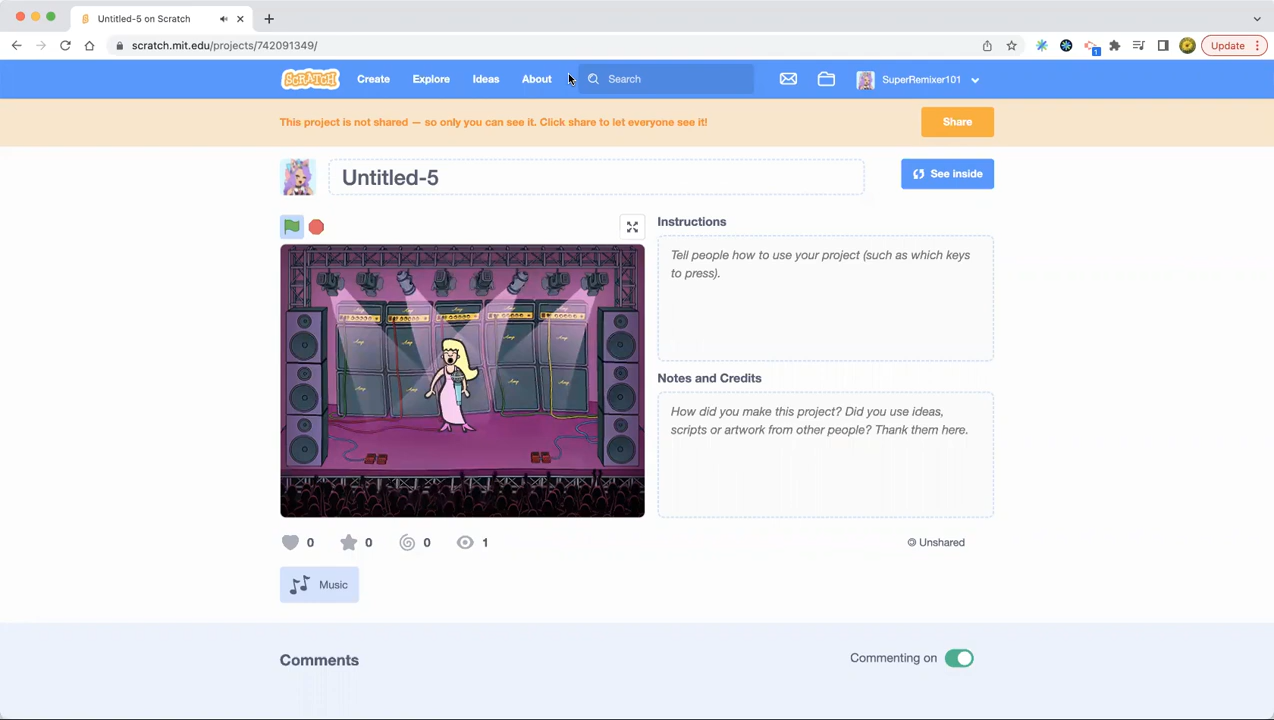 Untitled-5 on Scratch
scratch.mit.edu/projects/742091349/
1
Update
SCRATCH
Create
Explore
Ideas
About
Search
SuperRemixer101
This project is not shared — so only you can see it. Click share to let everyone see it!
Share
Untitled-5
See inside
Instructions
Tell people how to use your project (such as which keys
to press).
Notes and Credits
How did you make this project? Did you use ideas,
scripts or artwork from other people? Thank them here.
0
0
0
1
Unshared
Music
Comments
Commenting on